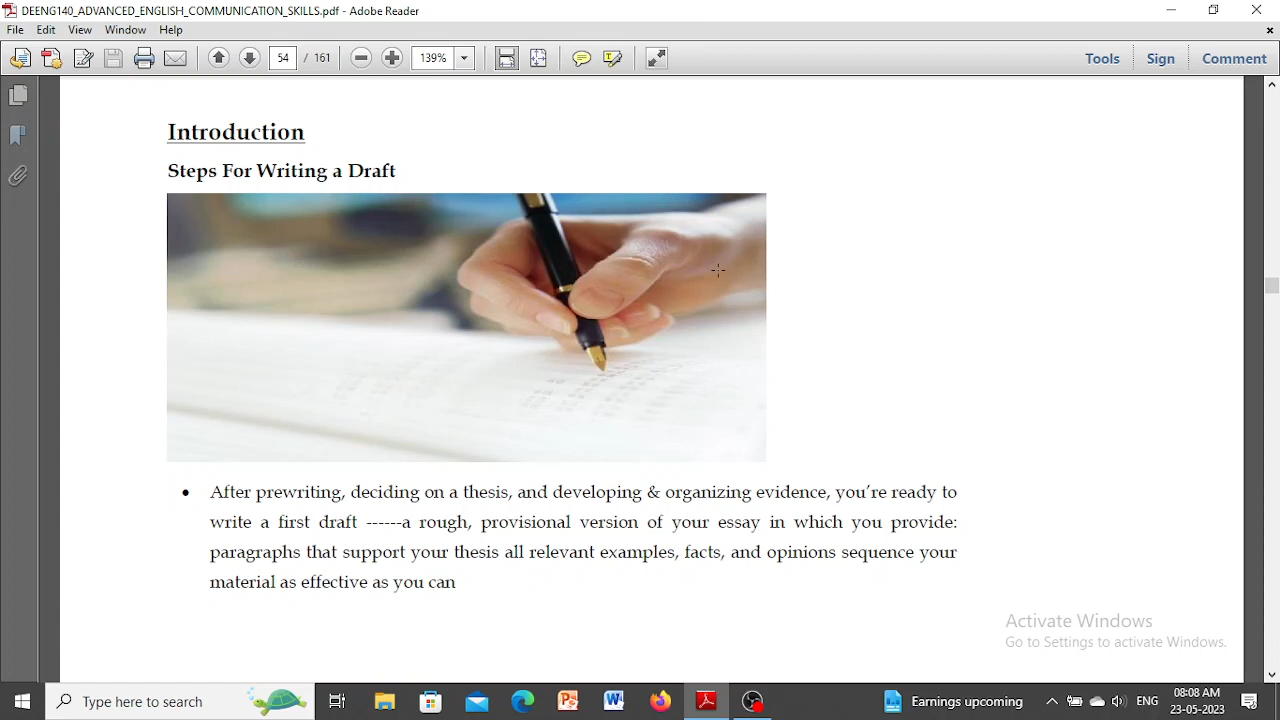 DEENG140_ADVANCED_ENGLISH_COMMUNICATION_SKILLS.pdf - Adobe Reader
File Edit View Window Help
54 / 161 139% Tools Sign Comment
Introduction
Steps For Writing a Draft
• After prewriting, deciding on a thesis, and developing & organizing evidence, you’re ready to
write a first draft ------a rough, provisional version of your essay in which you provide:
paragraphs that support your thesis all relevant examples, facts, and opinions sequence your
material as effective as you can
Activate Windows
Go to Settings to activate Windows.
Type here to search Earnings upcoming ENG 08:08 AM
23-05-2023